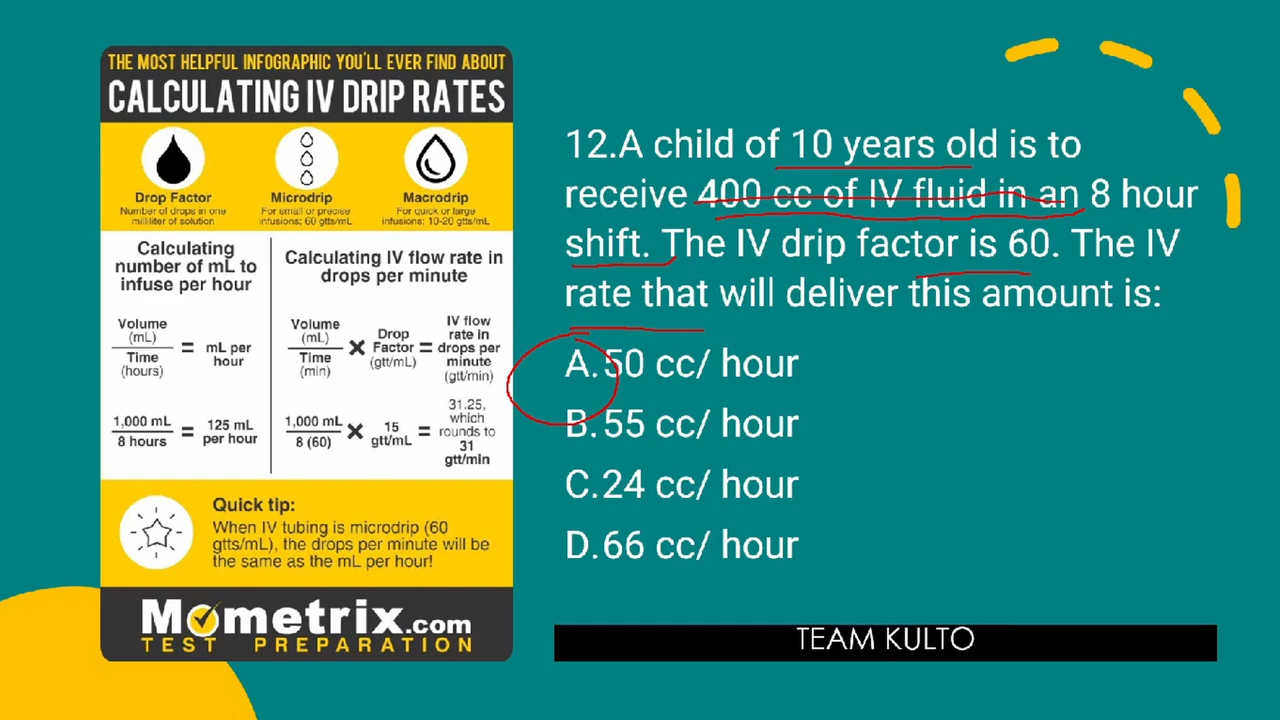 THE MOST HELPFUL INFOGRAPHIC YOU'LL EVER FIND ABOUT
CALCULATING IV DRIP RATES
Drop Factor
Number of drops in one
milliliter of solution
Microdrip
For small or precise
infusions; 60 gtts/mL
Macrodrip
For quick or large
infusions; 10-20 gtts/mL
Calculating
number of mL to
infuse per hour
Volume
(mL)
Time
(hours)
= mL per
hour
1,000 mL
8 hours
= 125 mL
per hour
Calculating IV flow rate in
drops per minute
Volume
(mL)
Time
(min)
× Drop
Factor
(gtt/mL)
= IV flow
rate in
drops per
minute
(gtt/min)
1,000 mL
8 (60)
× 15
gtt/mL
= 31.25,
which
rounds to
31
gtt/min
Quick tip:
When IV tubing is microdrip (60
gtts/mL), the drops per minute will be
the same as the mL per hour!
Mometrix.com
TEST PREPARATION
12.A child of 10 years old is to
receive 400 cc of IV fluid in an 8 hour
shift. The IV drip factor is 60. The IV
rate that will deliver this amount is:
A.50 cc/ hour
B.55 cc/ hour
C.24 cc/ hour
D.66 cc/ hour
TEAM KULTO